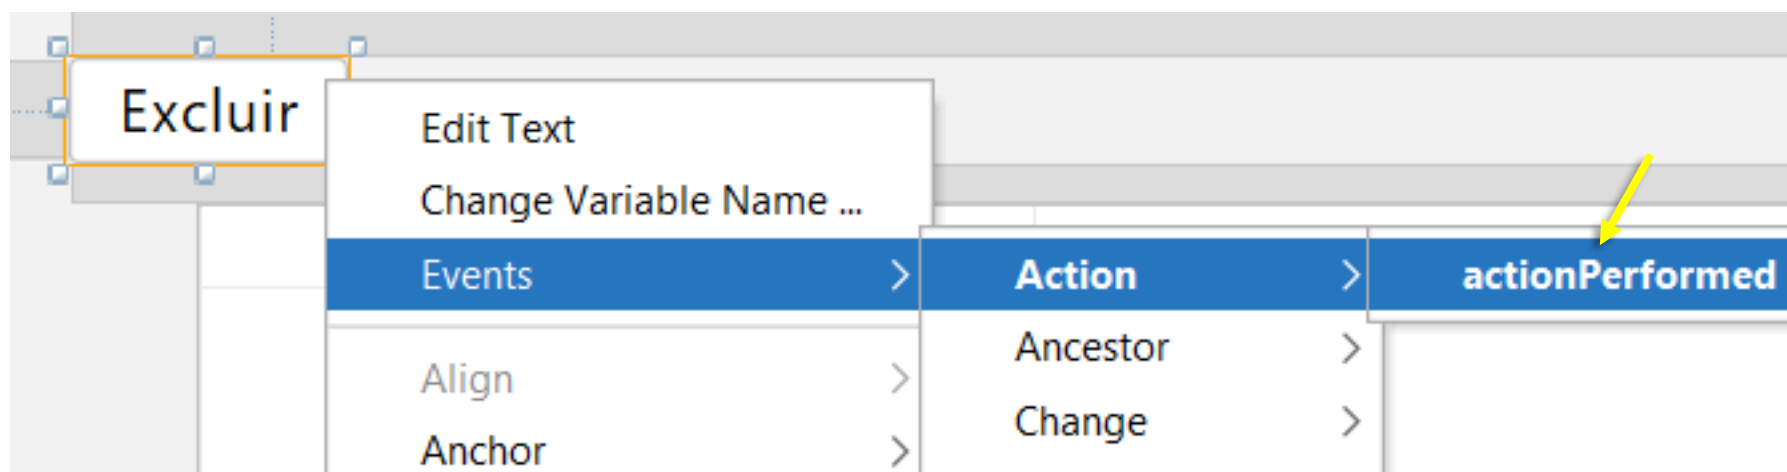 Excluir
Edit Text
Change Variable Name ...
Events
Align
Anchor
Action
Ancestor
Change
actionPerformed